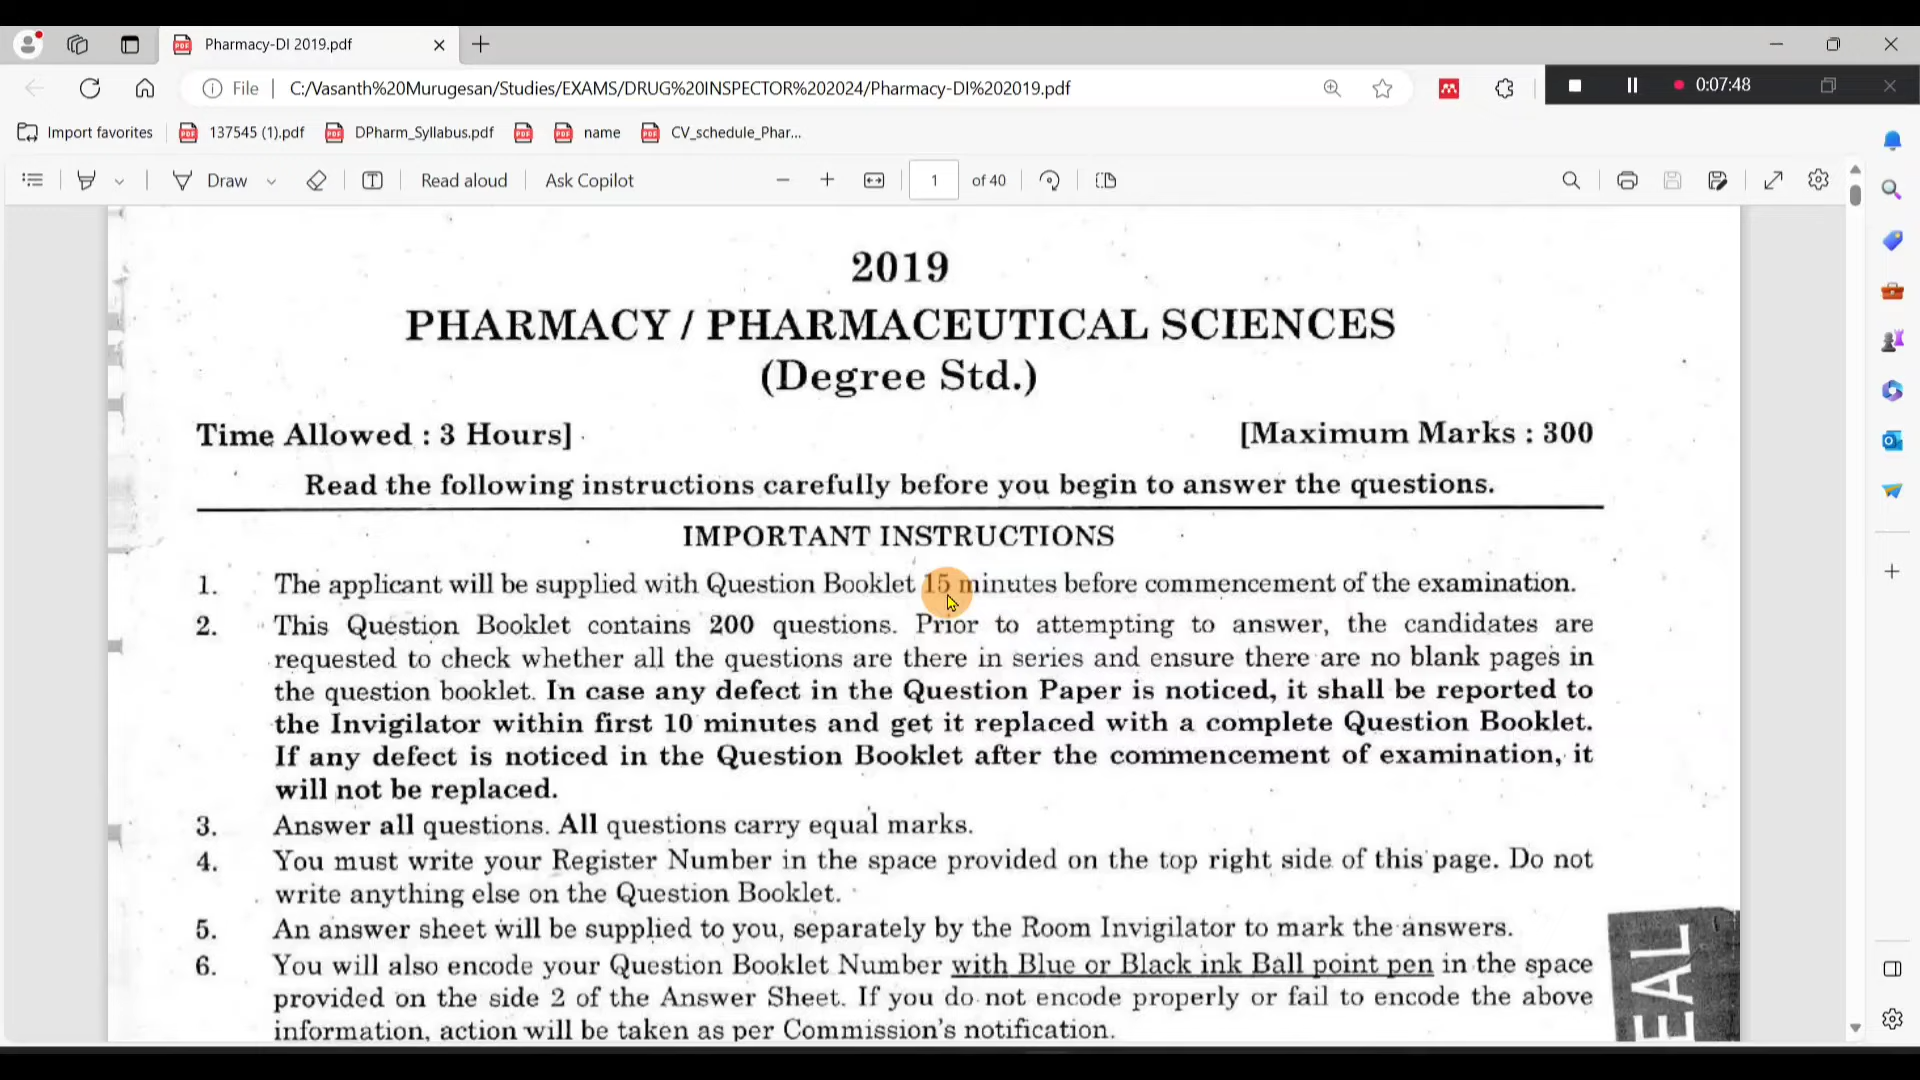 Pharmacy-DI 2019.pdf
File
C:/Vasanth%20Murugesan/Studies/EXAMS/DRUG%20INSPECTOR%202024/Pharmacy-DI%202019.pdf
0:07:48
Import favorites
137545 (1).pdf
DPharm_Syllabus.pdf
name
CV_schedule_Phar...
Draw
Read aloud
Ask Copilot
1
of 40
2019
PHARMACY / PHARMACEUTICAL SCIENCES
(Degree Std.)
Time Allowed : 3 Hours]
[Maximum Marks : 300
Read the following instructions carefully before you begin to answer the questions.
IMPORTANT INSTRUCTIONS
1. The applicant will be supplied with Question Booklet 15 minutes before commencement of the examination.
2. This Question Booklet contains 200 questions. Prior to attempting to answer, the candidates are
requested to check whether all the questions are there in series and ensure there are no blank pages in
the question booklet. In case any defect in the Question Paper is noticed, it shall be reported to
the Invigilator within first 10 minutes and get it replaced with a complete Question Booklet.
If any defect is noticed in the Question Booklet after the commencement of examination, it
will not be replaced.
3. Answer all questions. All questions carry equal marks.
4. You must write your Register Number in the space provided on the top right side of this page. Do not
write anything else on the Question Booklet.
5. An answer sheet will be supplied to you, separately by the Room Invigilator to mark the answers.
6. You will also encode your Question Booklet Number with Blue or Black ink Ball point pen in the space
provided on the side 2 of the Answer Sheet. If you do not encode properly or fail to encode the above
information, action will be taken as per Commission's notification.
EAL